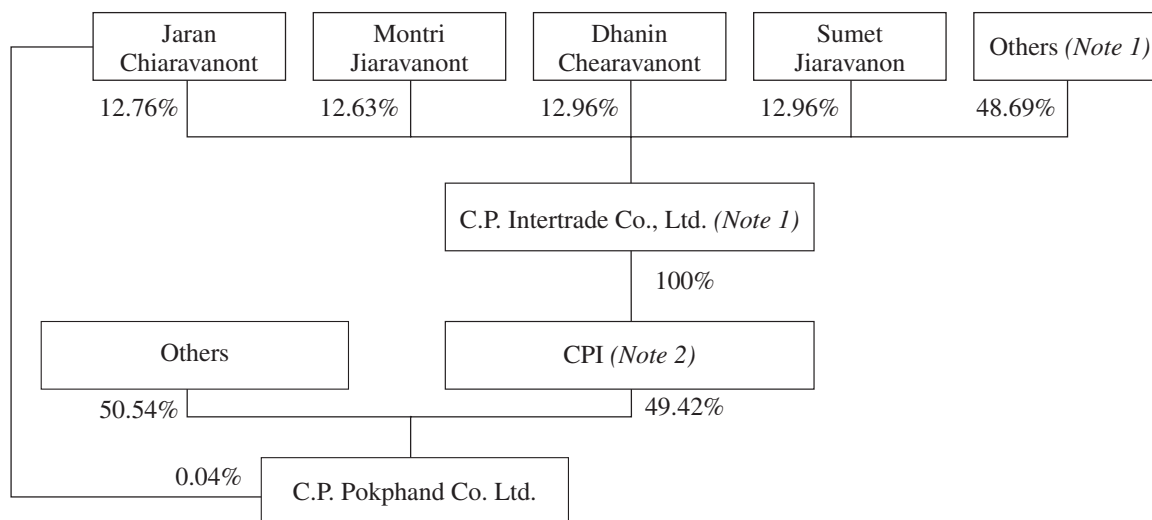 Jaran
Chiaravanont
Montri
Jiaravanont
Dhanin
Chearavanont
Sumet
Jiaravanon
Others (Note 1)
12.76%
12.63%
12.96%
12.96%
48.69%
C.P. Intertrade Co., Ltd. (Note 1)
100%
Others
CPI (Note 2)
50.54%
49.42%
0.04%
C.P. Pokphand Co. Ltd.